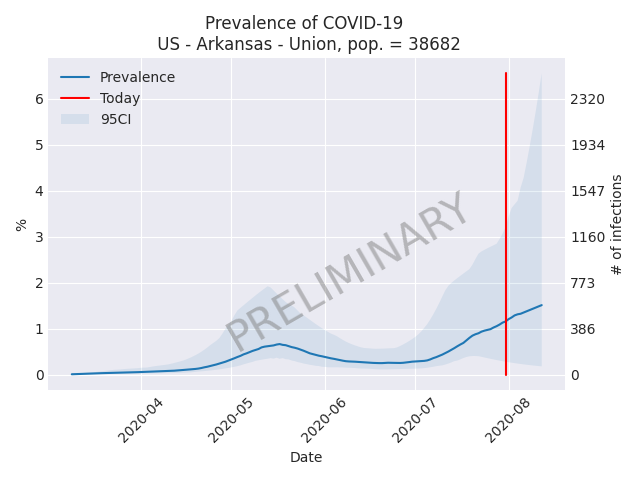 Prevalence of COVID-19
US - Arkansas - Union, pop. = 38682
Prevalence
Today
95CI
6
5
4
3
2
1
0
%
2320
1934
1547
1160
773
386
0
# of infections
PRELIMINARY
2020-04
2020-05
2020-06
2020-07
2020-08
Date